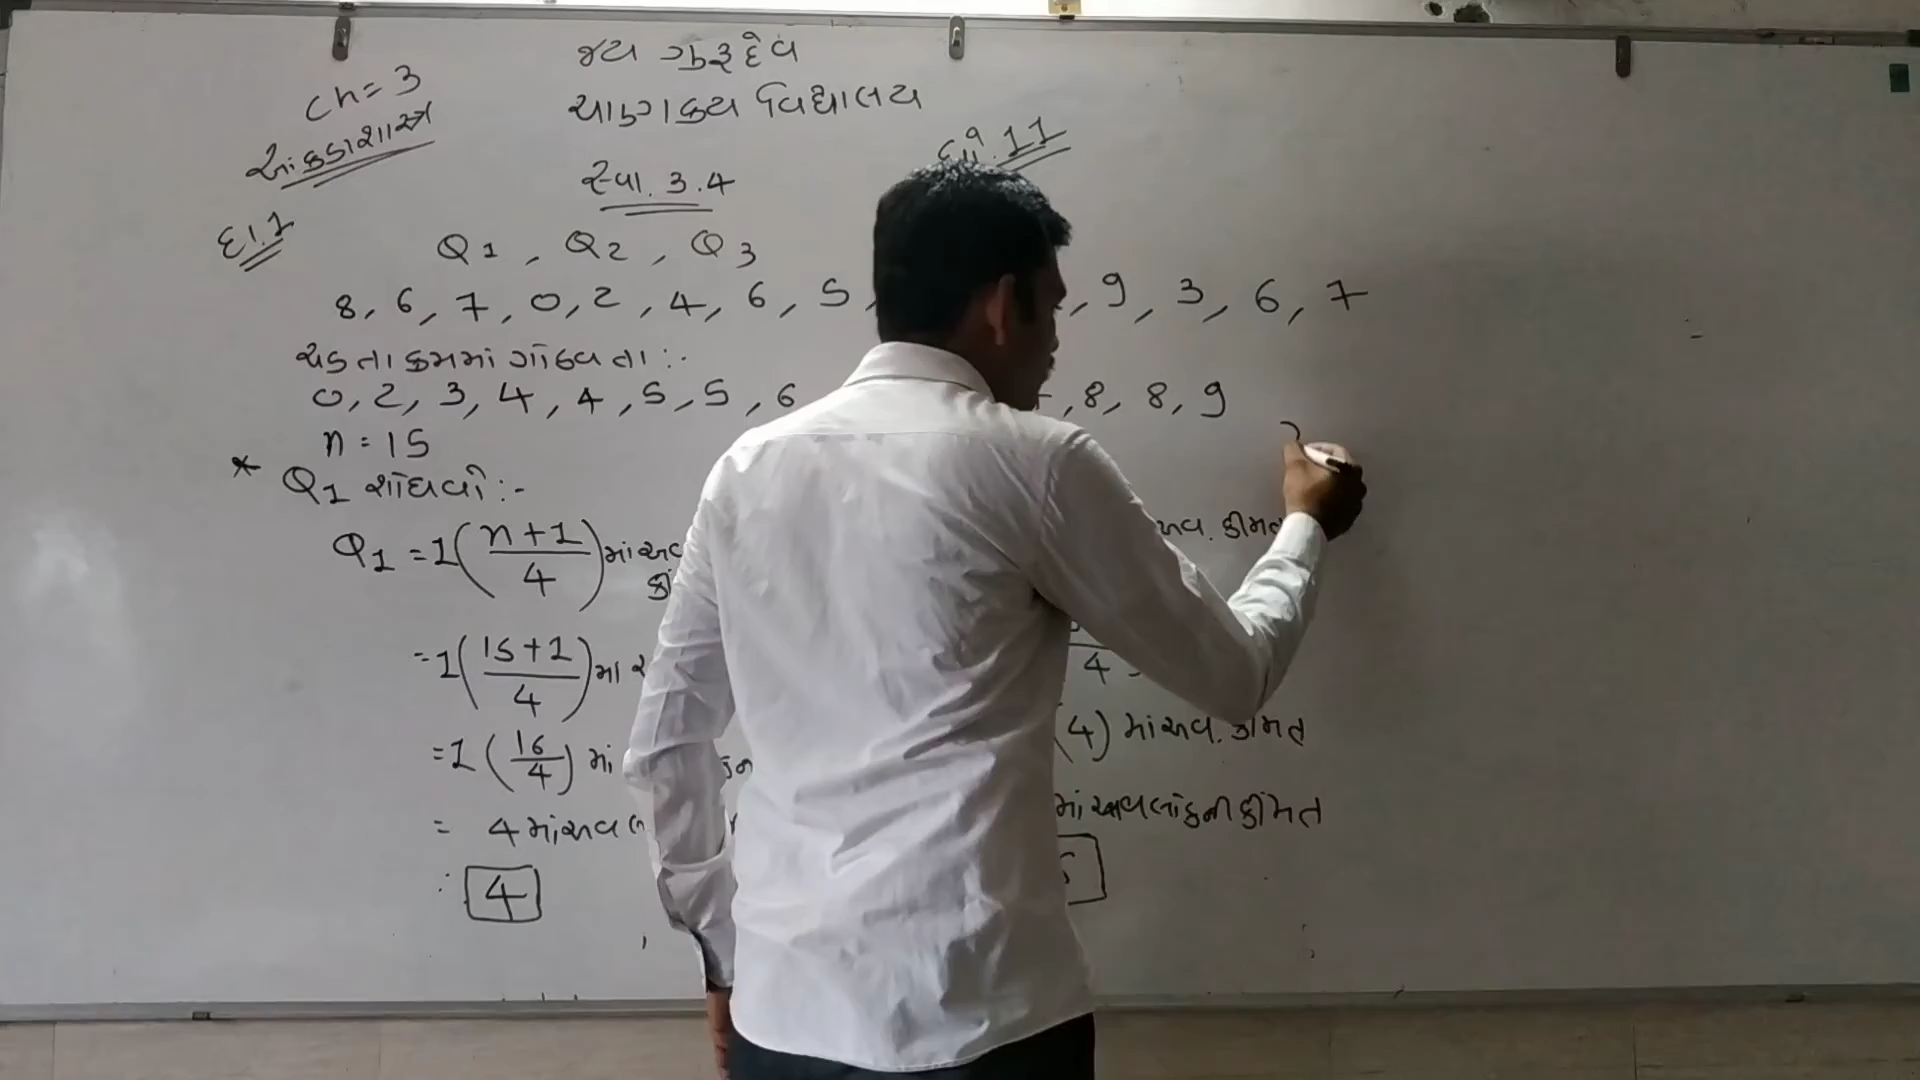 જય ગુરૂદેવ
ch = 3
ચાણક્ય વિદ્યાલય
આંકડાશાસ્ત્ર
ધો. 11
સ્વા. 3.4
દા.1
Q1 , Q2 , Q3
8, 6, 7, 0, 2, 4, 6, 5 , 9, 3, 6, 7
ચડતા ક્રમમાં ગોઠવતા :-
0, 2, 3, 4, 4, 5, 5, 6 , 8, 8, 9
n = 15
* Q1 શોધવો :-
Q1 = 1 ( n+1 / 4 ) માં અવ
અવ. કીંમત
= 1 ( 15+1 / 4 ) માં
4
= 1 ( 16 / 4 ) માં
(4) માં અવ. કીંમત
= 4 માં અવલ
માં અવલોકનની કીંમત
= 4